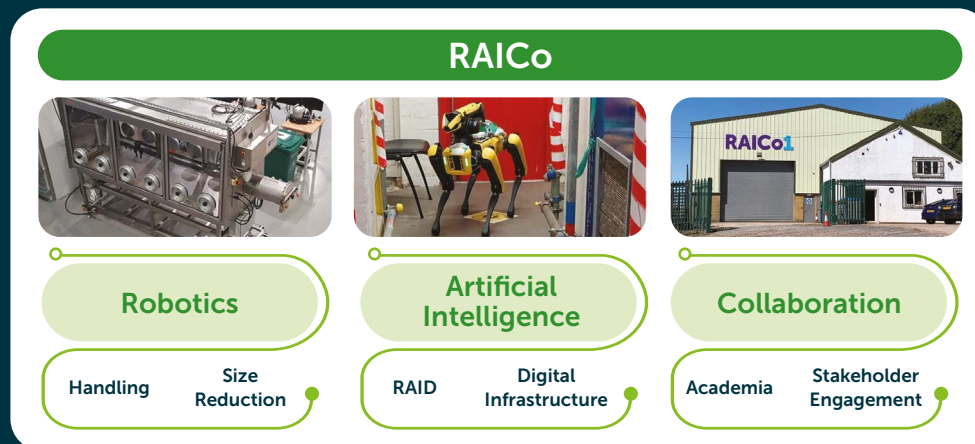 RAICo
RAICo1
Robotics
Artificial
Intelligence
Collaboration
Handling
Size
Reduction
RAID
Digital
Infrastructure
Academia
Stakeholder
Engagement